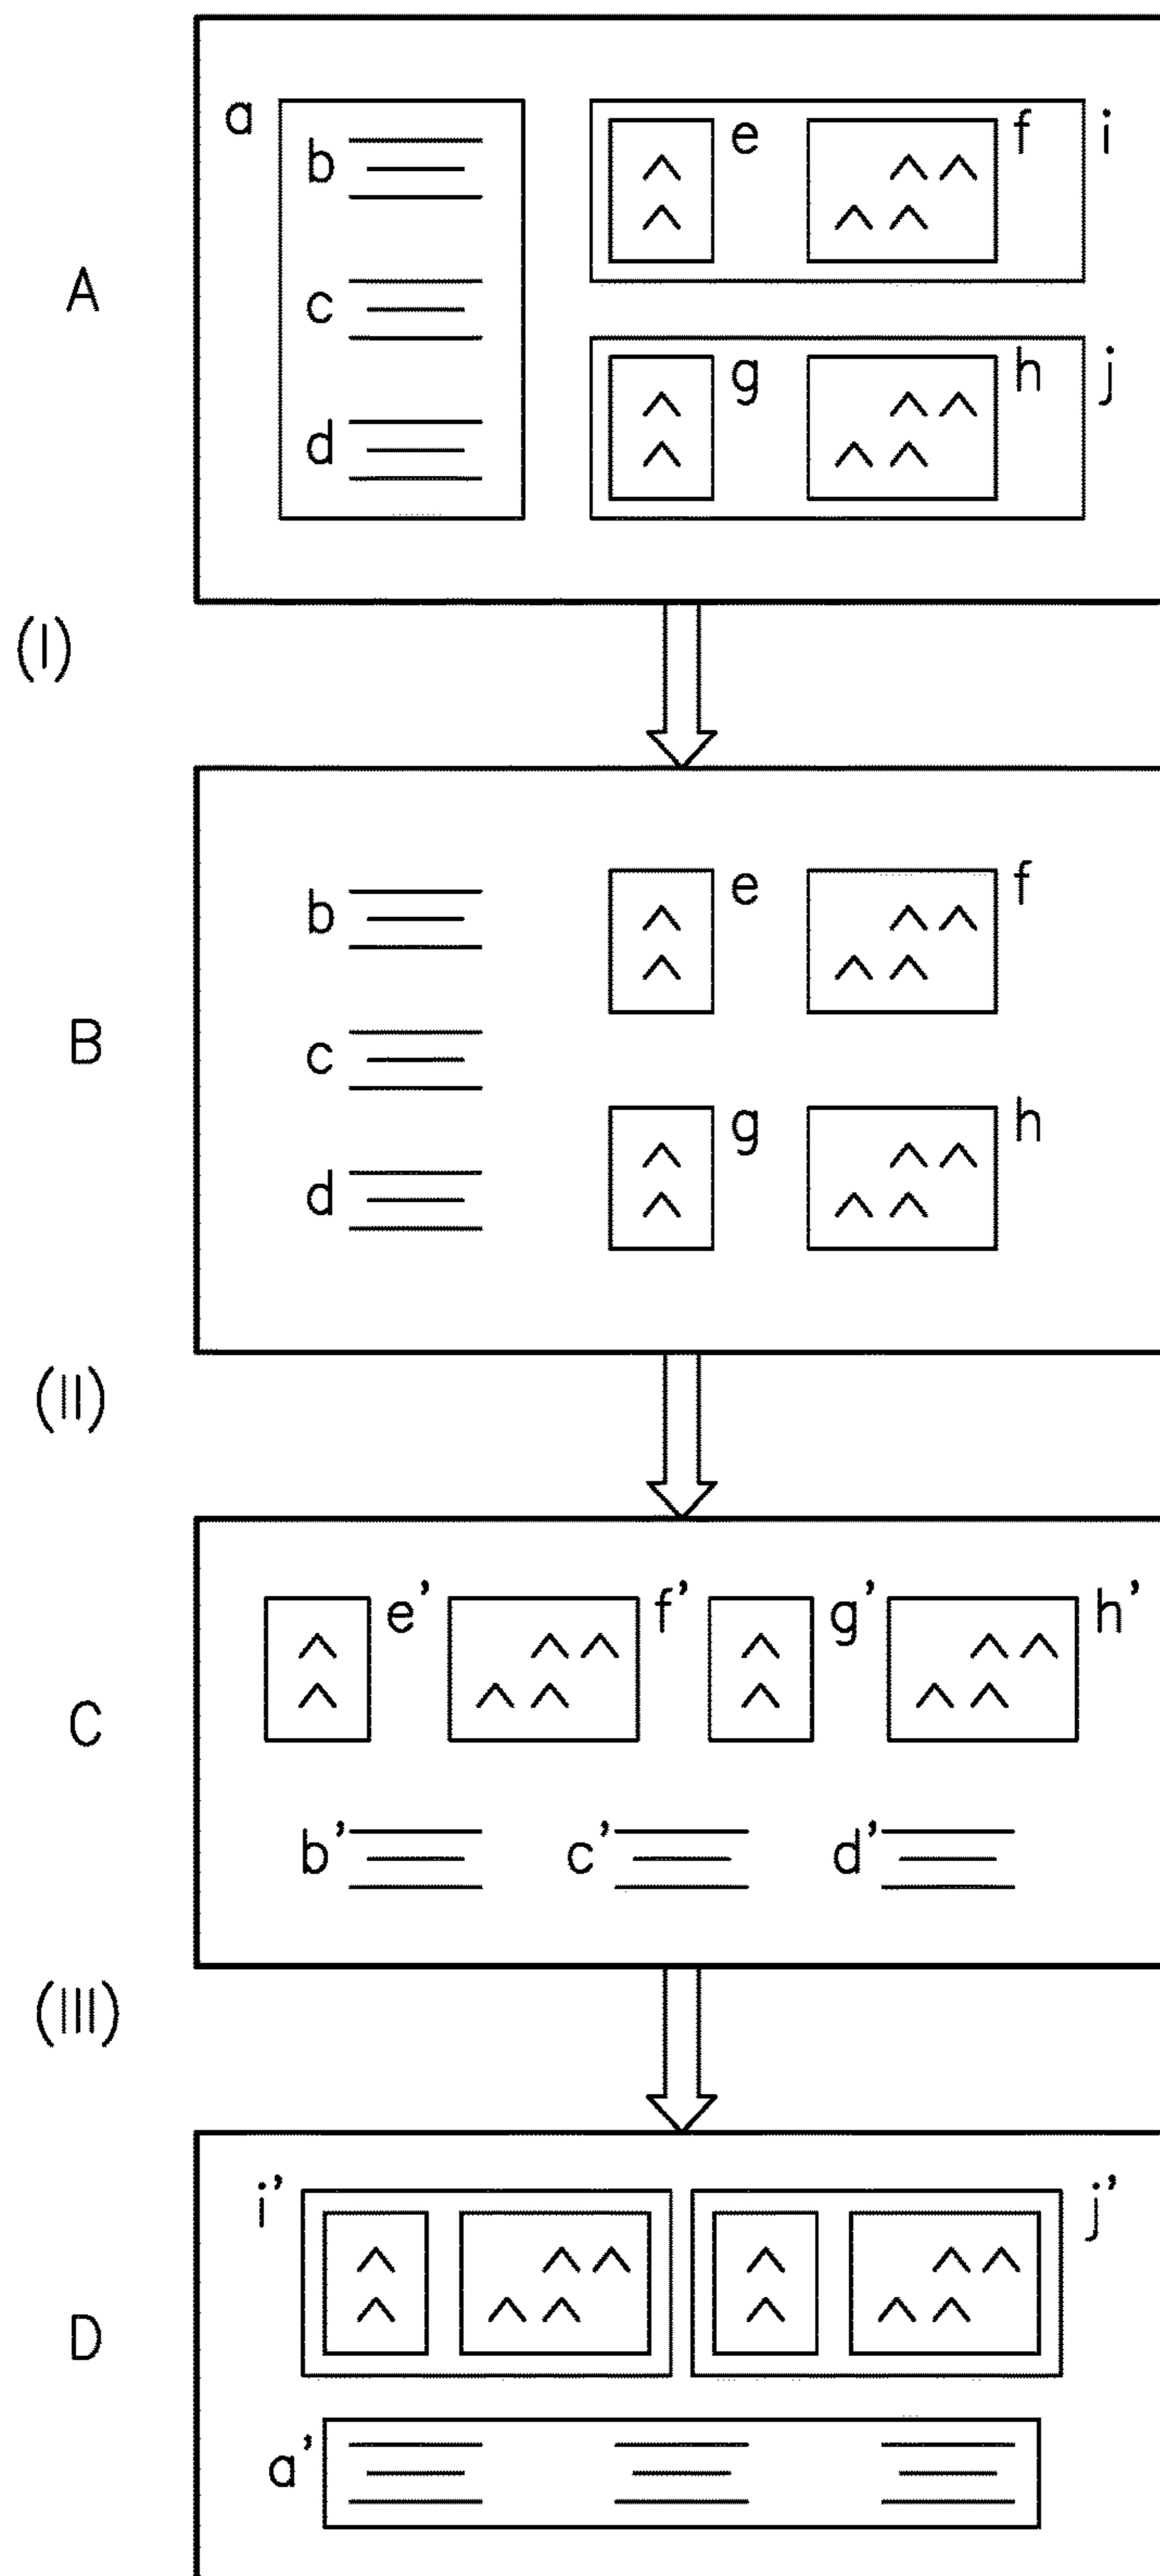 a
b
e
f
i
A
c
g
h
j
d
(I)
e
f
b
B
c
g
h
d
(II)
e’
f’
g’
h’
C
b’
c’
d’
(III)
i’
j’
D
a’